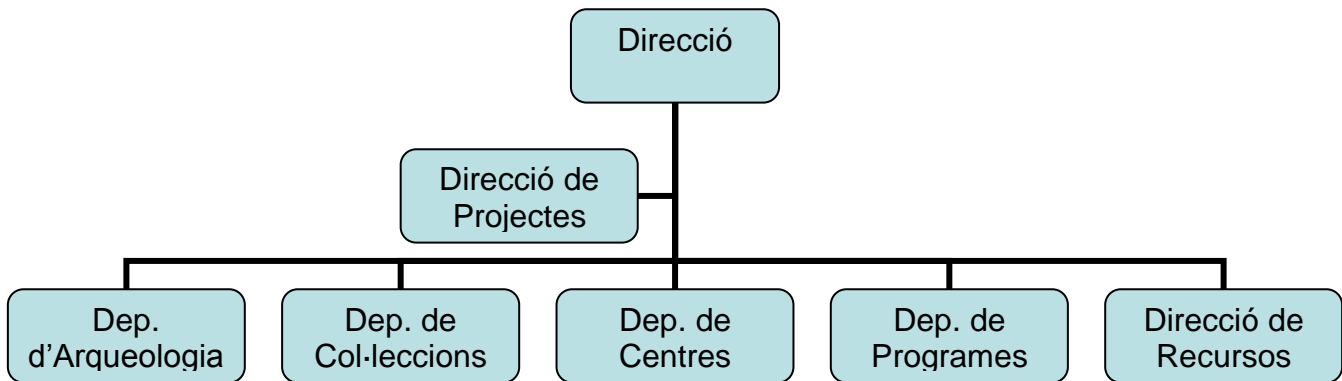 Direcció
Direcció de
Projectes
Dep.
d’Arqueologia
Dep. de
Col·leccions
Dep. de
Centres
Dep. de
Programes
Direcció de
Recursos